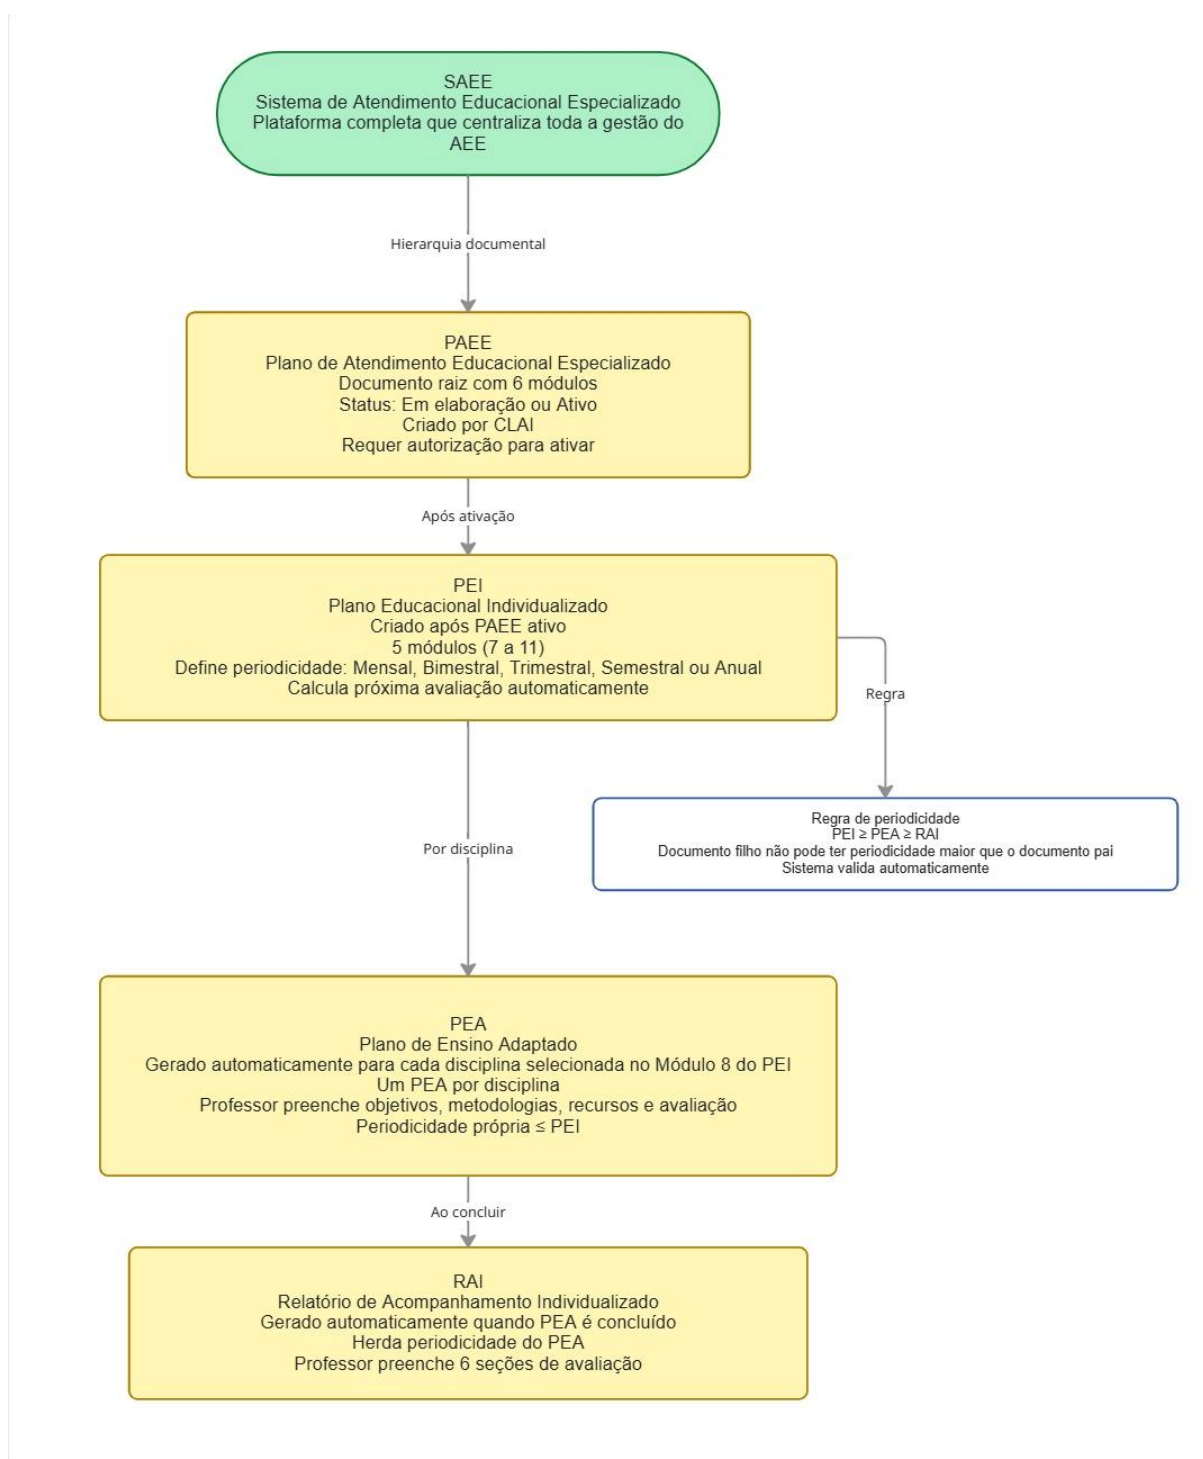 SAEE
Sistema de Atendimento Educacional Especializado
Plataforma completa que centraliza toda a gestão do
AEE
Hierarquia documental
PAEE
Plano de Atendimento Educacional Especializado
Documento raiz com 6 módulos
Status: Em elaboração ou Ativo
Criado por CLAI
Requer autorização para ativar
Após ativação
PEI
Plano Educacional Individualizado
Criado após PAEE ativo
5 módulos (7 a 11)
Define periodicidade: Mensal, Bimestral, Trimestral, Semestral ou Anual
Calcula próxima avaliação automaticamente
Regra
Regra de periodicidade
PEI ≥ PEA ≥ RAI
Documento filho não pode ter periodicidade maior que o documento pai
Sistema valida automaticamente
Por disciplina
PEA
Plano de Ensino Adaptado
Gerado automaticamente para cada disciplina selecionada no Módulo 8 do PEI
Um PEA por disciplina
Professor preenche objetivos, metodologias, recursos e avaliação
Periodicidade própria ≤ PEI
Ao concluir
RAI
Relatório de Acompanhamento Individualizado
Gerado automaticamente quando PEA é concluído
Herda periodicidade do PEA
Professor preenche 6 seções de avaliação